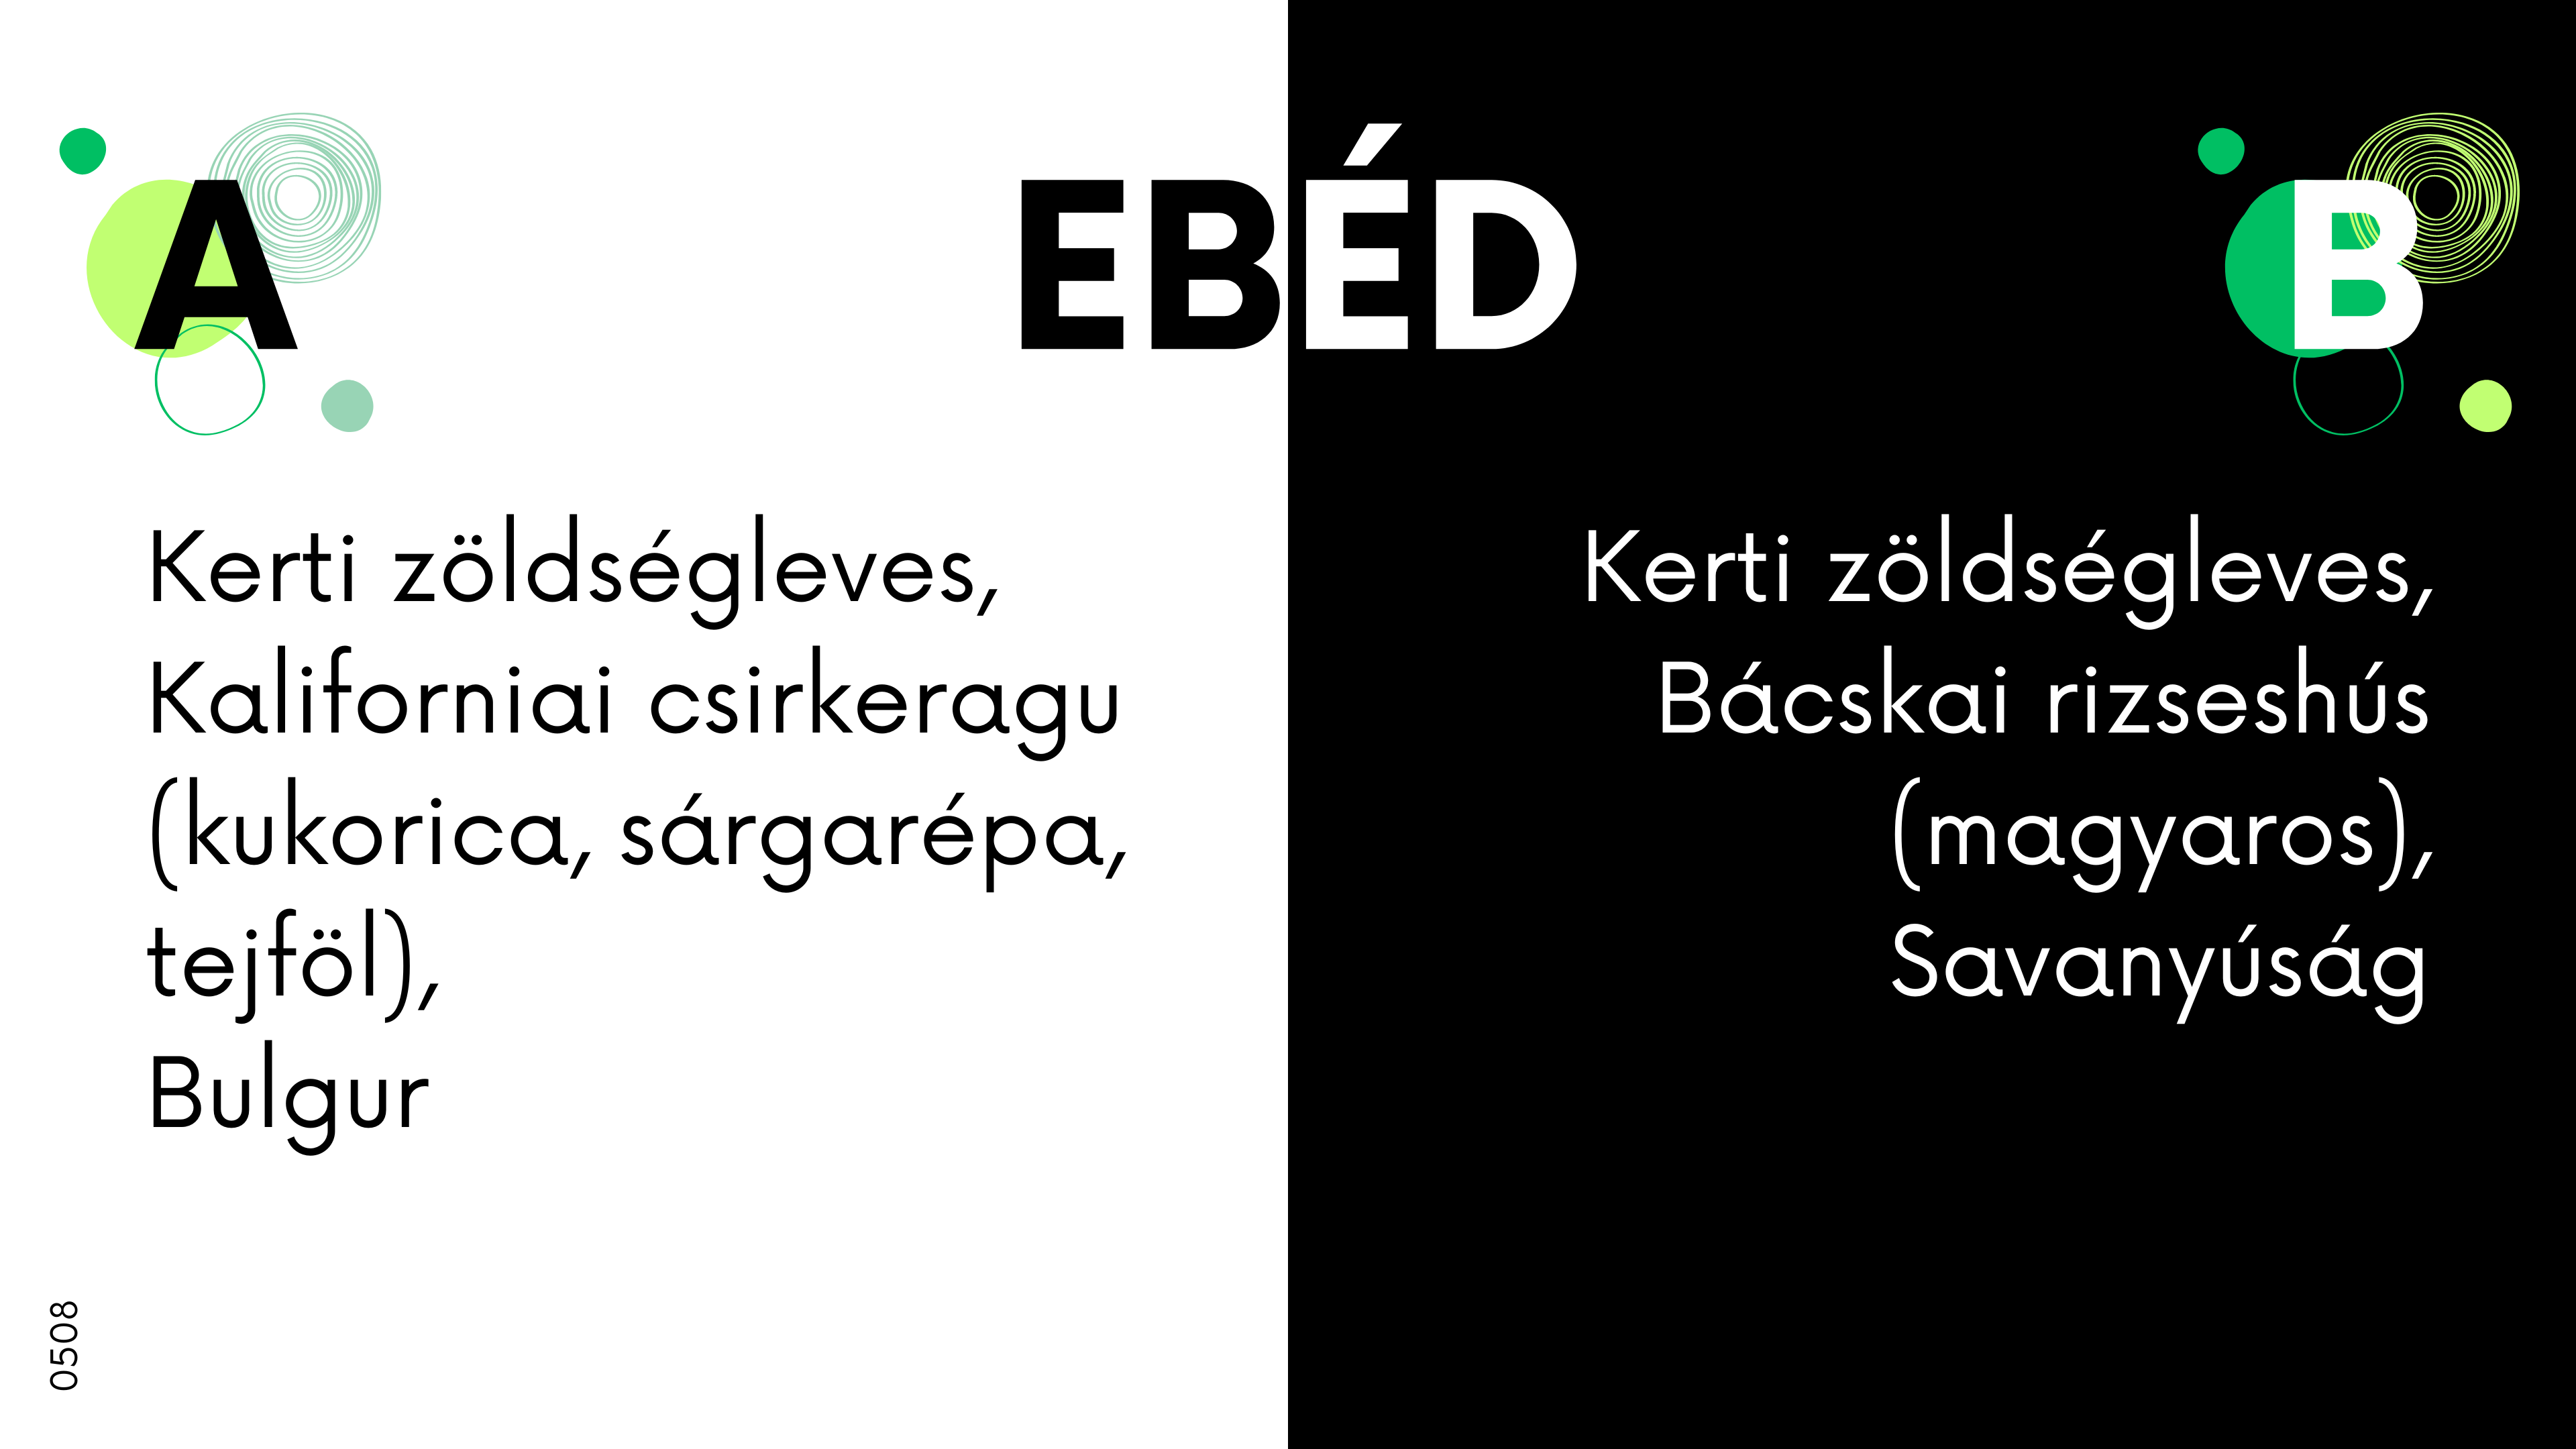 EBÉD
A
Kerti zöldségleves,
Kaliforniai csirkeragu
(kukorica, sárgarépa,
tejföl),
Bulgur
B
Kerti zöldségleves,
Bácskai rizseshús
(magyaros),
Savanyúság
0508